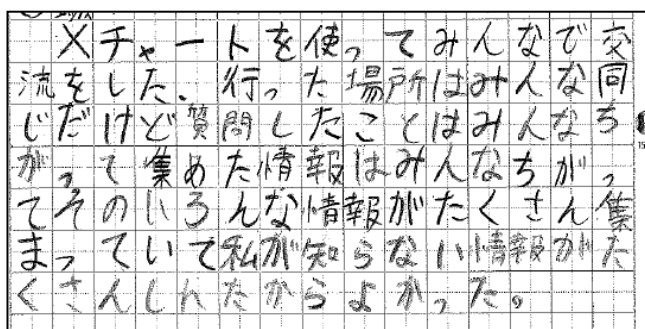 Xチャートを使ってみんなで交
流をした、行った場所はみんな同
じだけど質問したことはみんなち
がって集めた情報はみんなちがっ
てそのいろんな情報がたくさん集
まっていて私が知らない情報がた
くさんしれたからよかった。